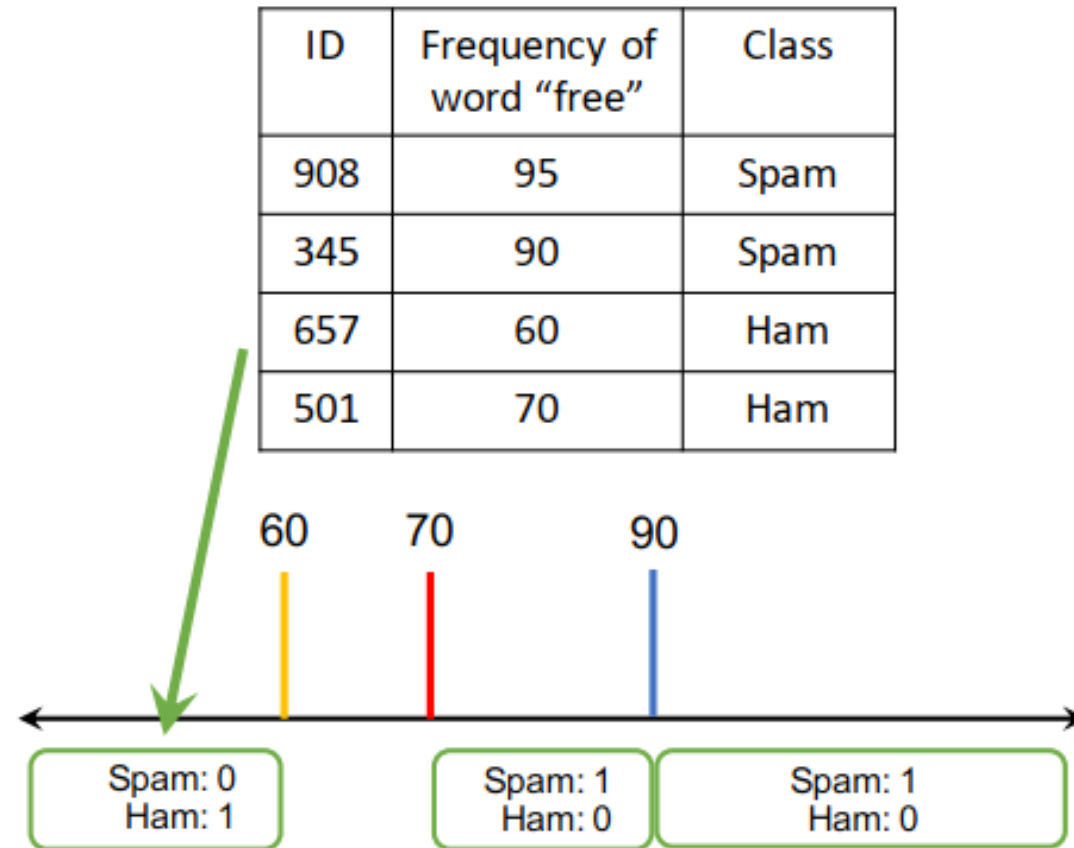 ID Frequency of word “free” Class
908 95 Spam
345 90 Spam
657 60 Ham
501 70 Ham
60 70 90
Spam: 0 Spam: 1 Spam: 1
Ham: 1 Ham: 0 Ham: 0